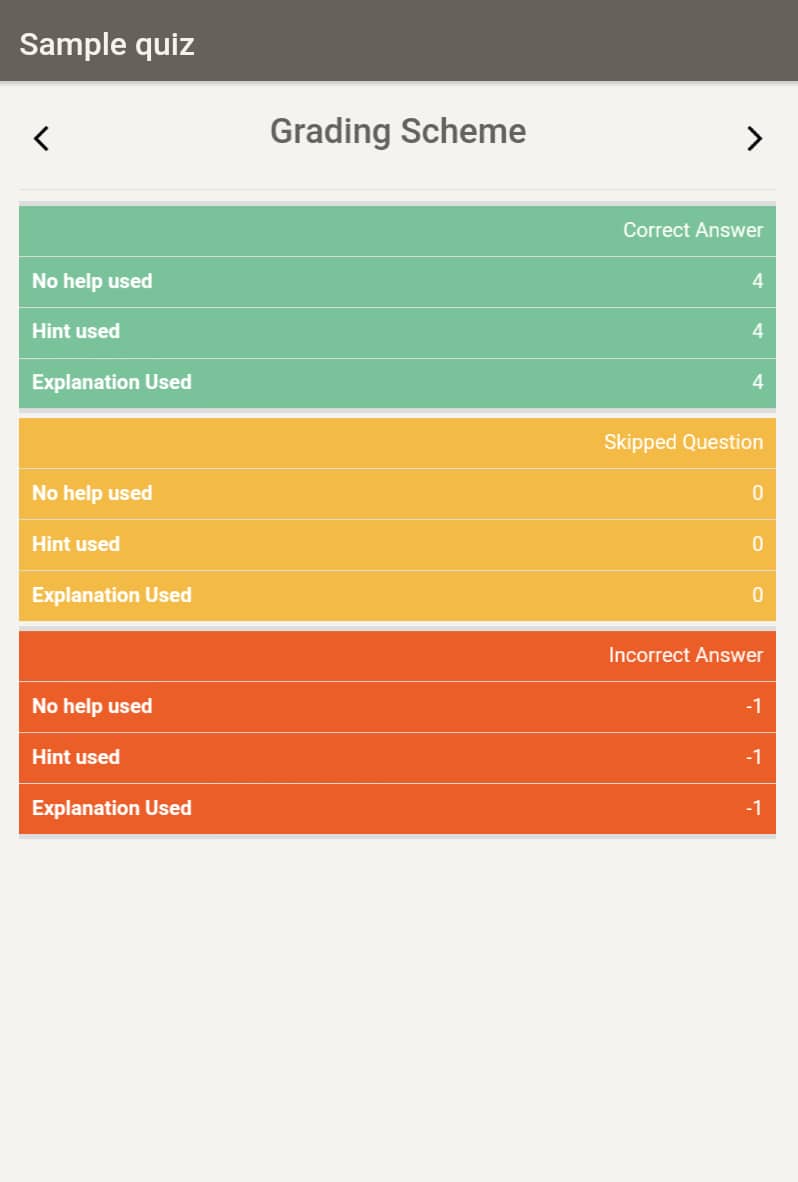 Sample quiz
Grading Scheme
Correct Answer
No help used 4
Hint used 4
Explanation Used 4
Skipped Question
No help used 0
Hint used 0
Explanation Used 0
Incorrect Answer
No help used -1
Hint used -1
Explanation Used -1